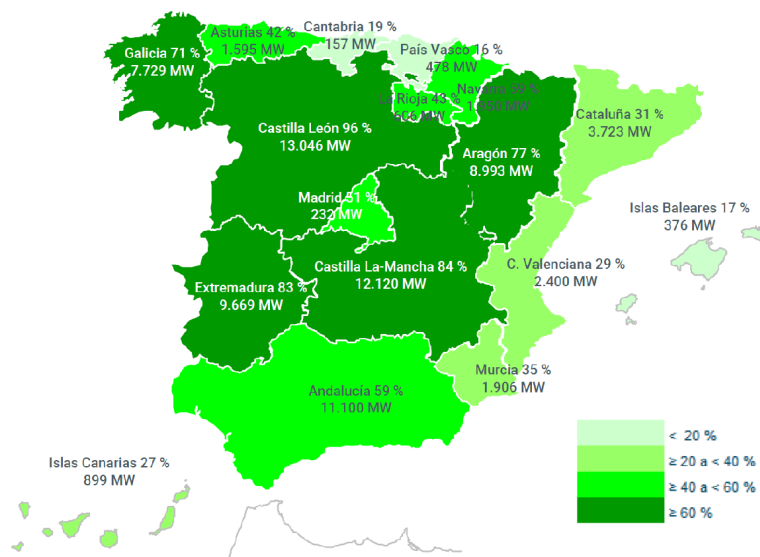 Cantabria 19 %
157 MW
Asturias 42 %
1.595 MW
Galicia 71 %
7.729 MW
País Vasco 16 %
478 MW
Navarra
La Rioja 43 %
Cataluña 31 %
3.723 MW
Castilla León 96 %
13.046 MW
Aragón 77 %
8.993 MW
Madrid 51 %
232 MW
Islas Baleares 17 %
376 MW
C. Valenciana 29 %
2.400 MW
Castilla La-Mancha 84 %
12.120 MW
Extremadura 83 %
9.669 MW
Murcia 35 %
1.906 MW
Andalucía 59 %
11.100 MW
Islas Canarias 27 %
899 MW
< 20 %
≥ 20 a < 40 %
≥ 40 a < 60 %
≥ 60 %